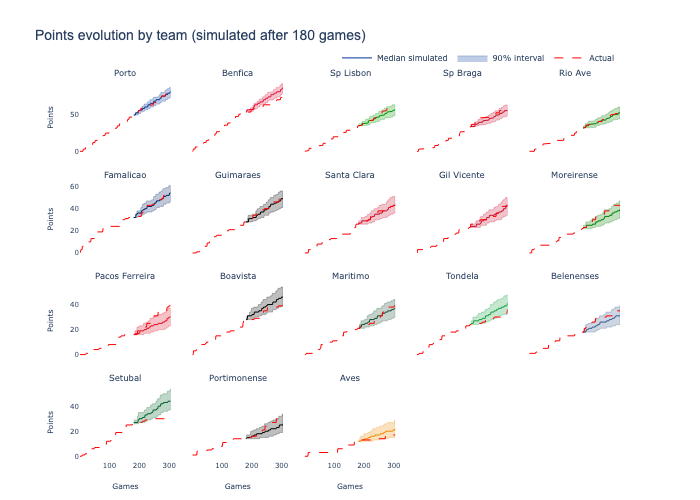 Points evolution by team (simulated after 180 games)
Median simulated 90% interval Actual
Porto Benfica Sp Lisbon Sp Braga Rio Ave
Points
50
0
Famalicao Guimaraes Santa Clara Gil Vicente Moreirense
Points
60
40
20
0
Pacos Ferreira Boavista Maritimo Tondela Belenenses
Points
40
20
0
Setubal Portimonense Aves
Points
40
20
0
100 200 300 100 200 300 100 200 300
Games Games Games